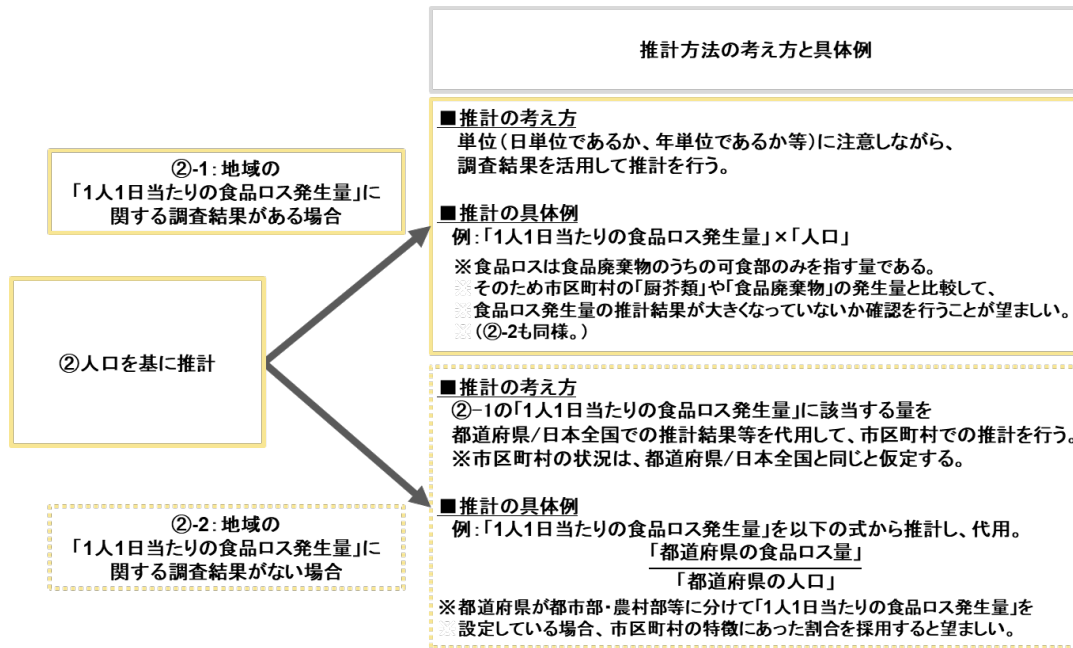 推計方法の考え方と具体例
②-1:地域の
「1人1日当たりの食品ロス発生量」に
関する調査結果がある場合
■推計の考え方
単位(日単位であるか、年単位であるか等)に注意しながら、
調査結果を活用して推計を行う。
■推計の具体例
例:「1人1日当たりの食品ロス発生量」×「人口」
※食品ロスは食品廃棄物のうちの可食部のみを指す量である。
※そのため市区町村の「厨芥類」や「食品廃棄物」の発生量と比較して、
※食品ロス発生量の推計結果が大きくなっていないか確認を行うことが望ましい。
※(②-2も同様。)
②人口を基に推計
②-2:地域の
「1人1日当たりの食品ロス発生量」に
関する調査結果がない場合
■推計の考え方
②-1の「1人1日当たりの食品ロス発生量」に該当する量を
都道府県/日本全国での推計結果等を代用して、市区町村での推計を行う。
※市区町村の状況は、都道府県/日本全国と同じと仮定する。
■推計の具体例
例:「1人1日当たりの食品ロス発生量」を以下の式から推計し、代用。
「都道府県の食品ロス量」
「都道府県の人口」
※都道府県が都市部・農村部等に分けて「1人1日当たりの食品ロス発生量」を
※設定している場合、市区町村の特徴にあった割合を採用すると望ましい。